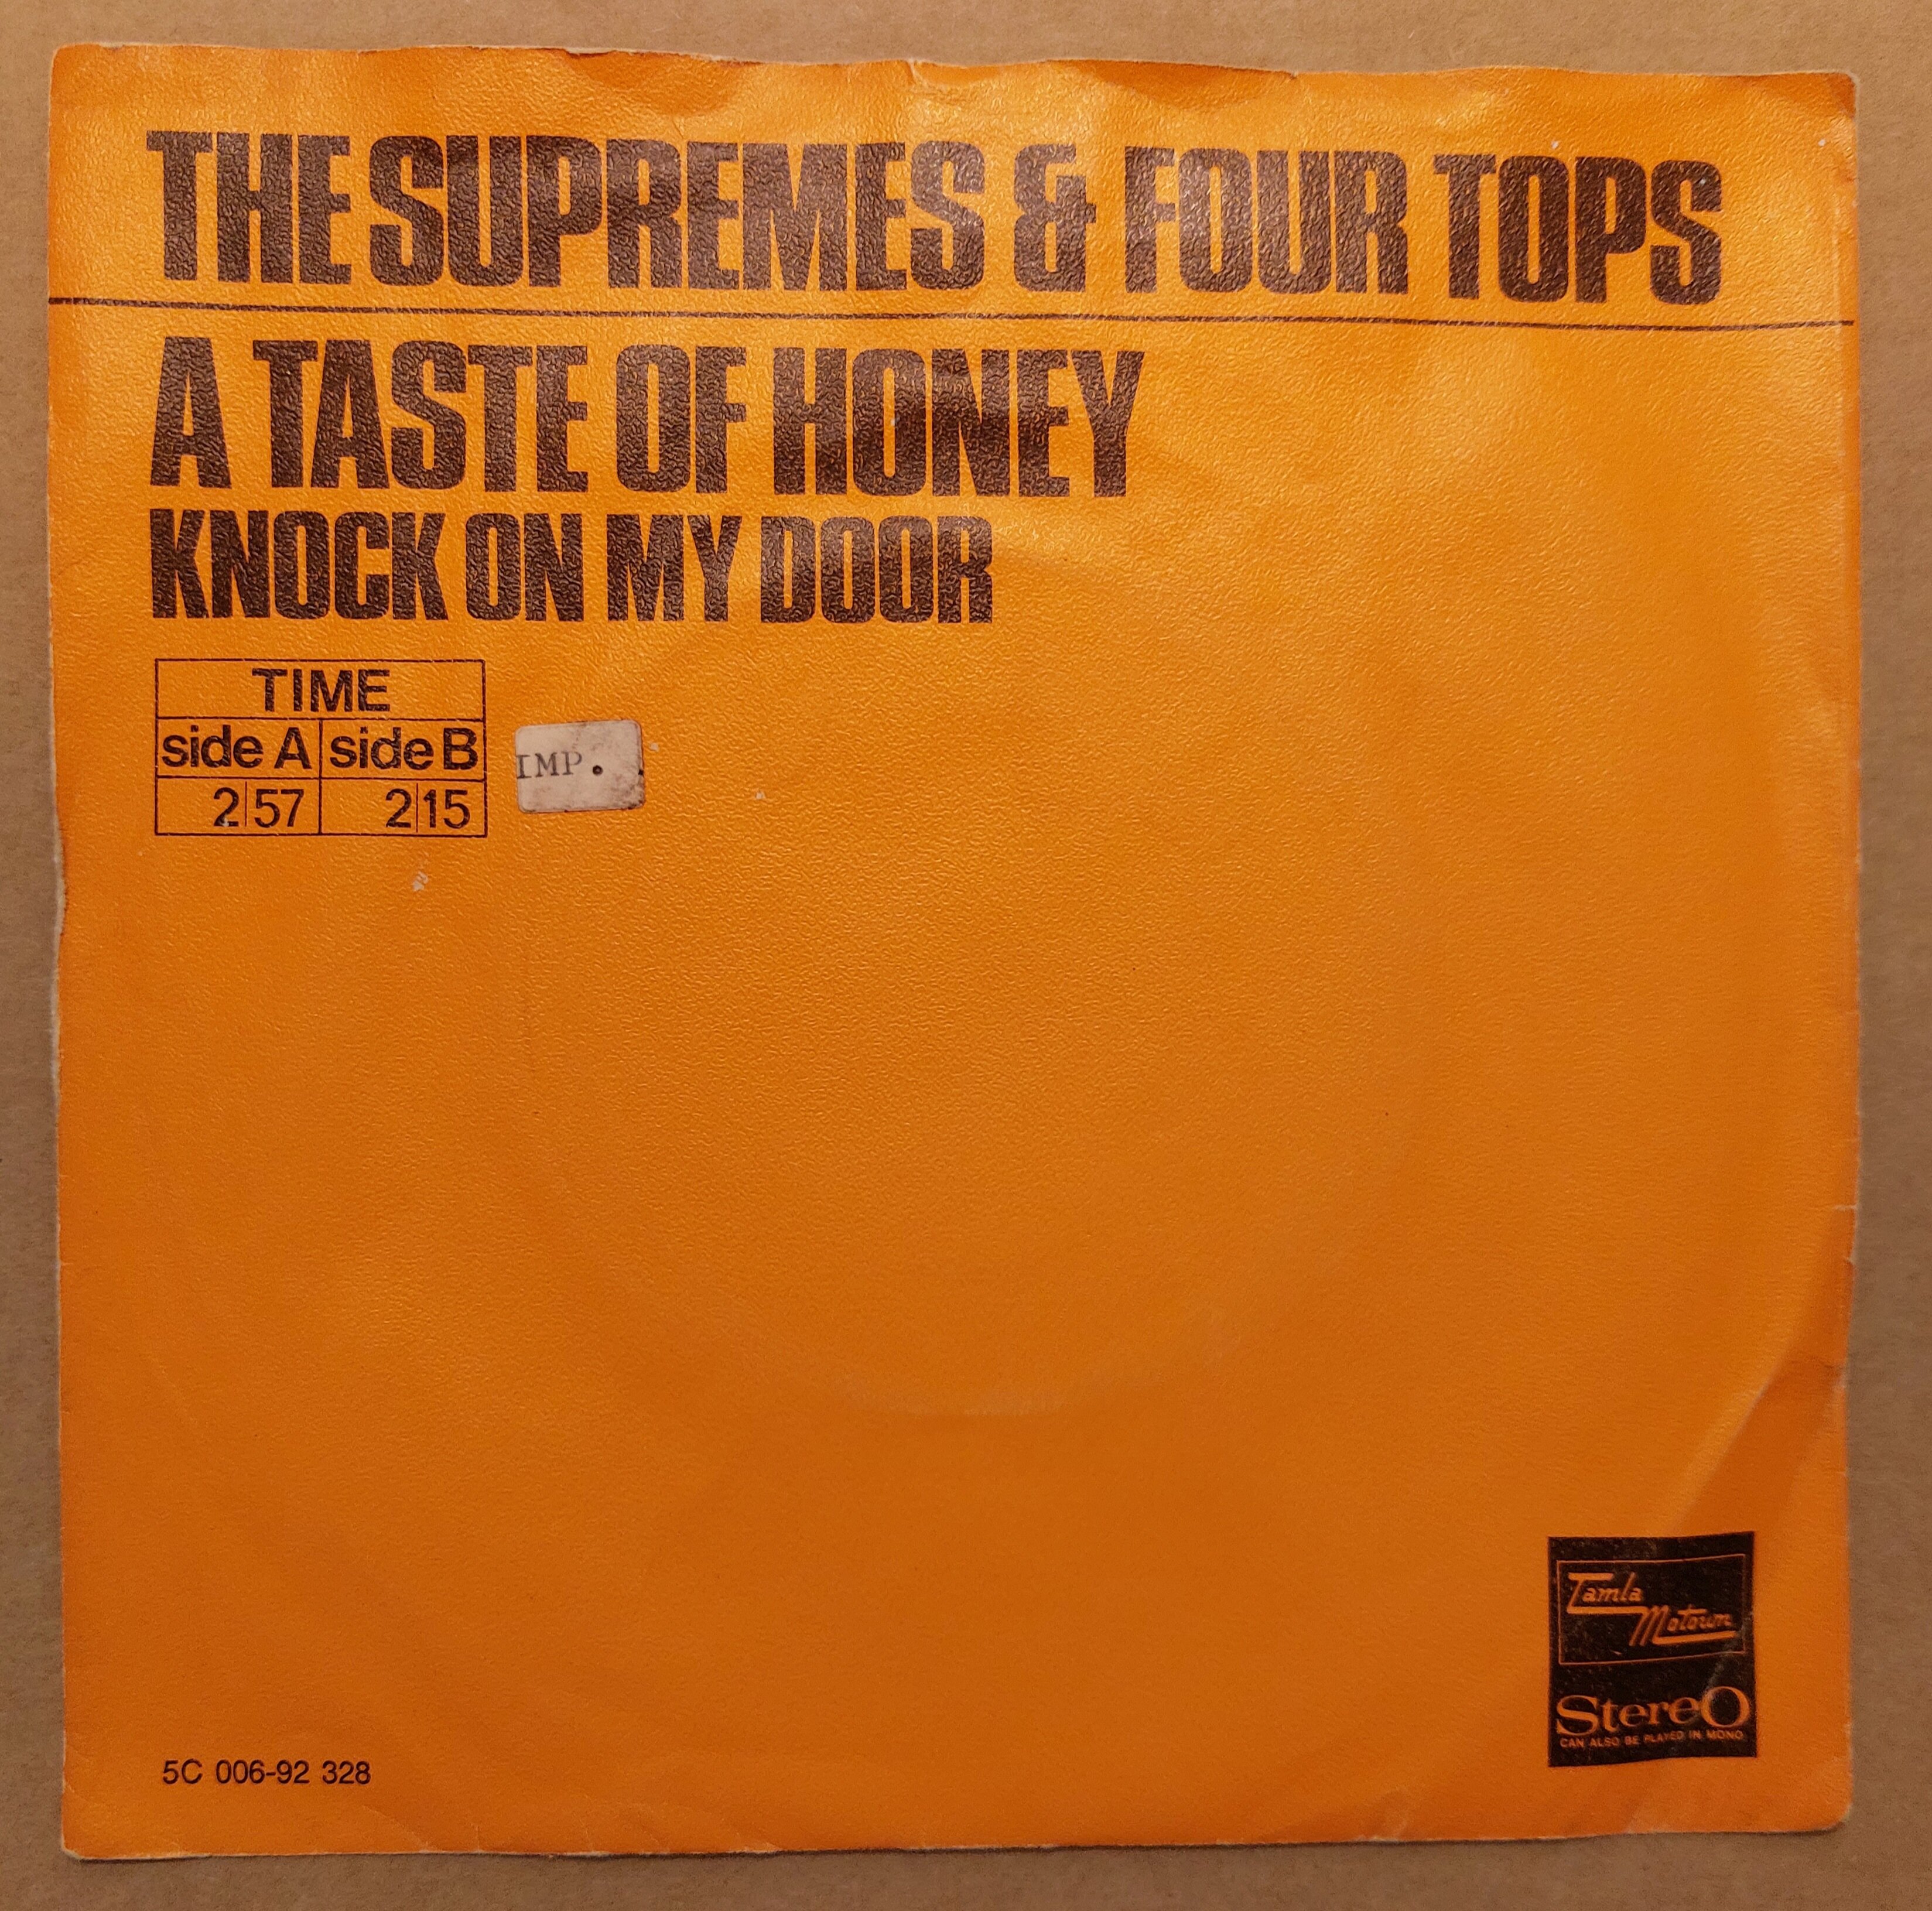 THE SUPREMES & FOUR TOPS
A TASTE OF HONEY
KNOCK ON MY DOOR
TIME
side A side B
2 57 2 15
IMP.
Tamla
Motown
Stereo
CAN ALSO BE PLAYED IN MONO
5C 006-92 328